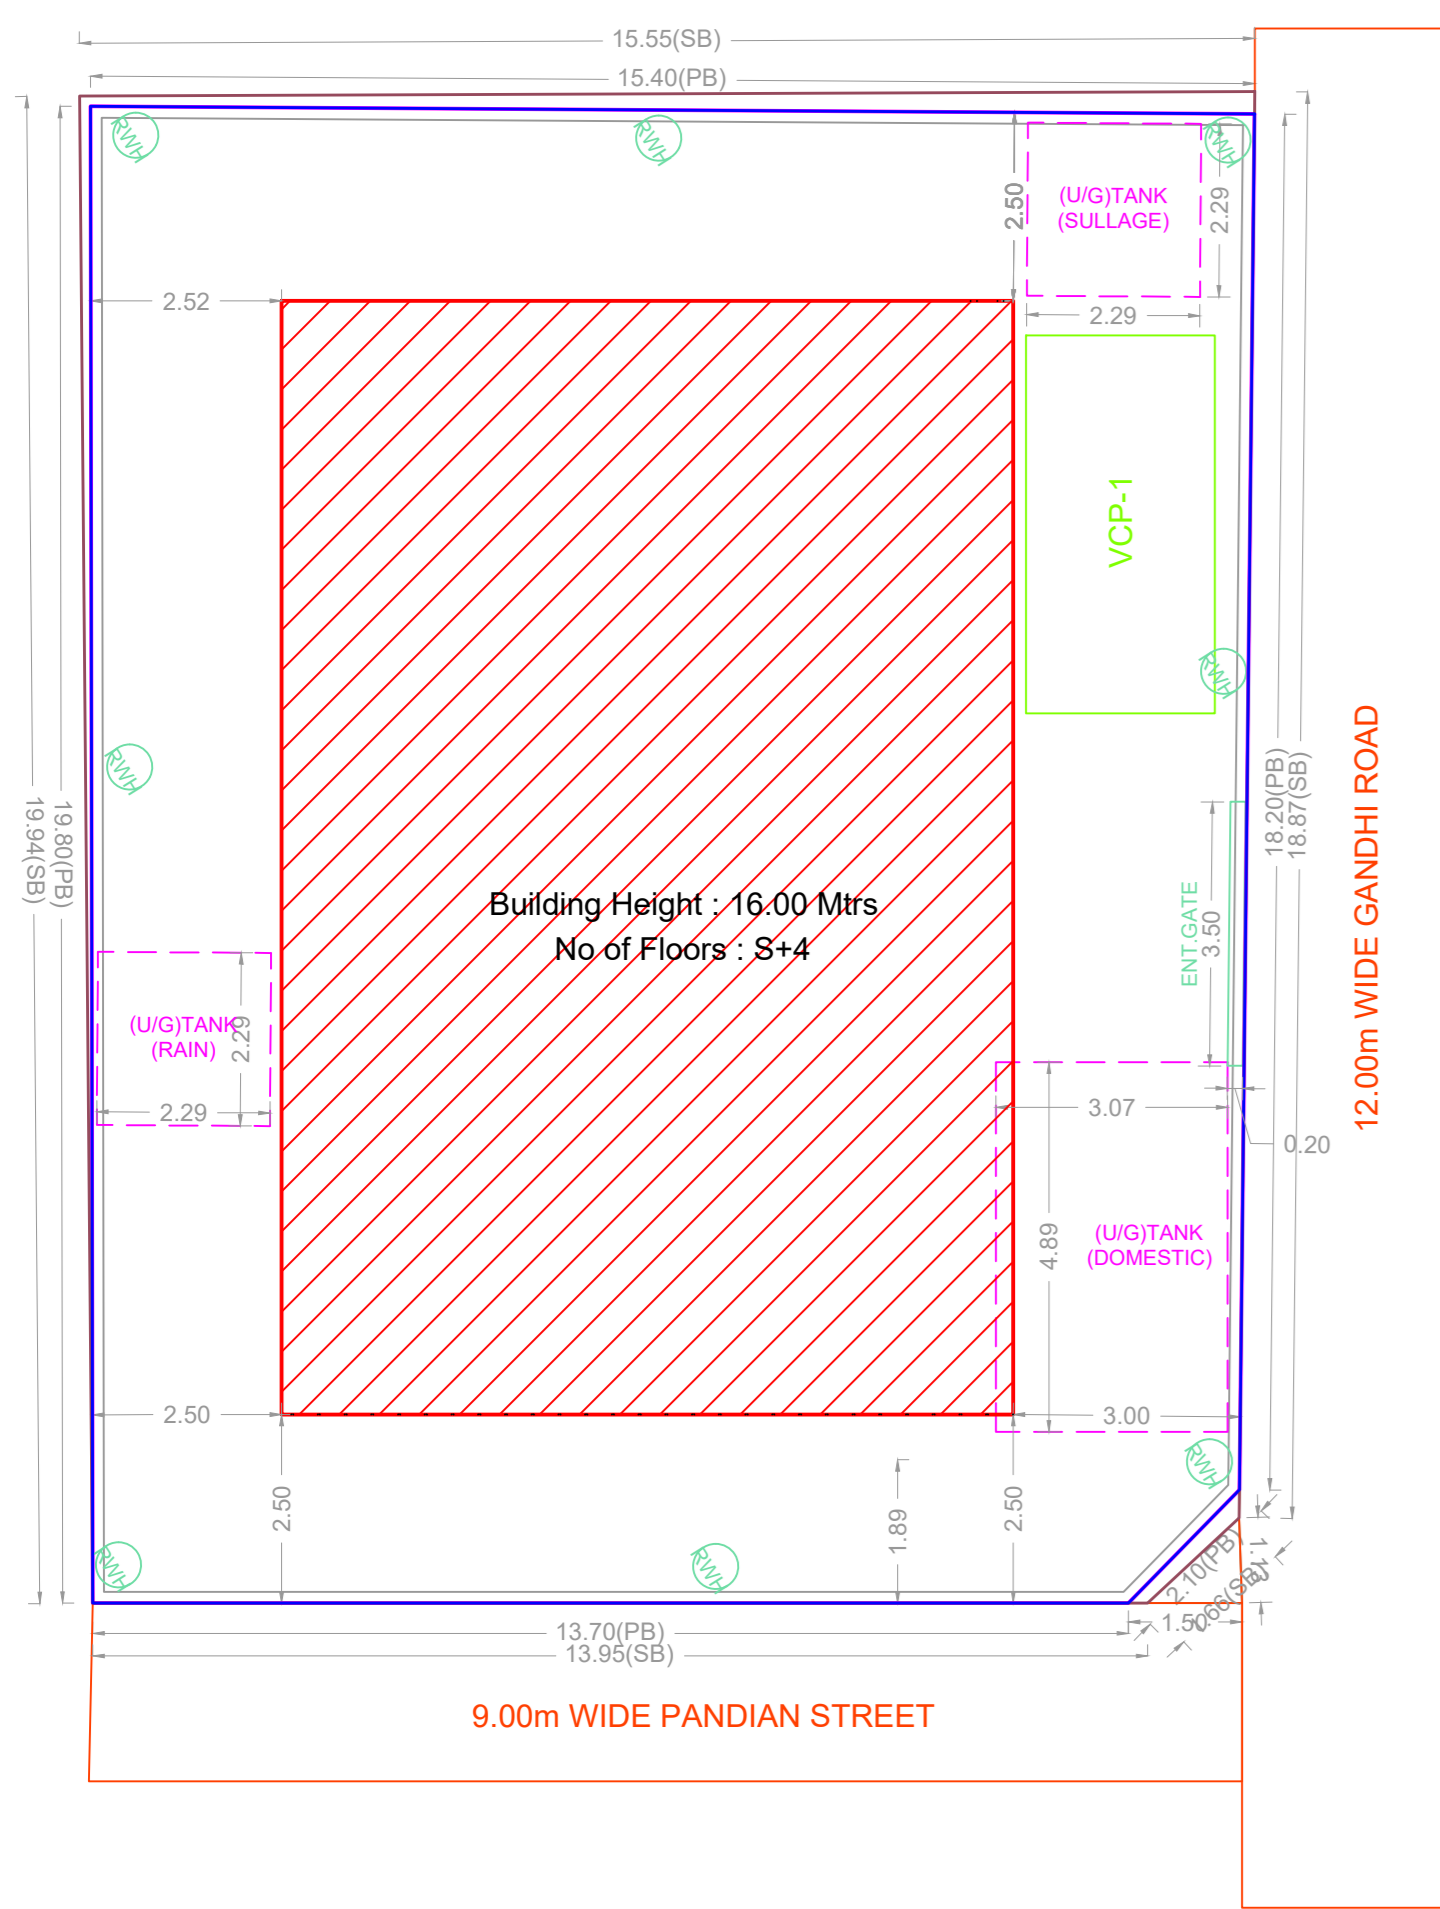 15.55(SB)
15.40(PB)
RWH
RWH
RWH
2.50
(U/G)TANK
(SULLAGE)
2.29
2.52
2.29
VCP-1
RWH
RWH
19.94(SB)
19.80(PB)
18.20(PB)
18.87(SB)
12.00m WIDE GANDHI ROAD
Building Height : 16.00 Mtrs
No of Floors : S+4
ENT.GATE
3.50
(U/G)TANK
(RAIN)
2.29
2.29
3.07
0.20
4.89
(U/G)TANK
(DOMESTIC)
2.50
3.00
RWH
2.50
1.89
2.50
RWH
RWH
2.10(PB)
1.66(SB)
1.13
1.50
13.70(PB)
13.95(SB)
9.00m WIDE PANDIAN STREET